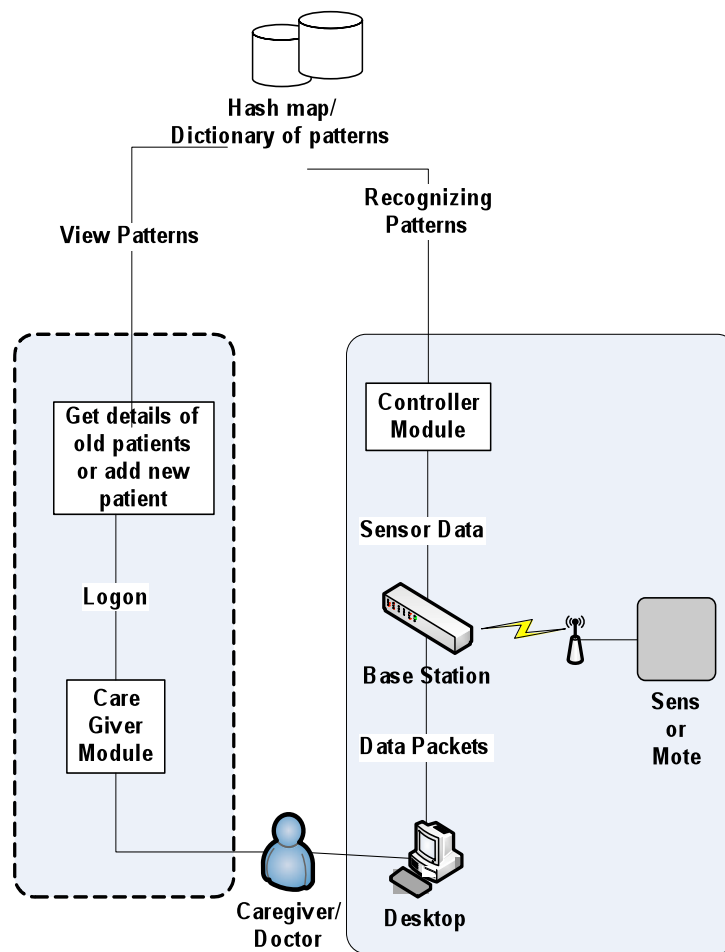 Hash map/
Dictionary of patterns
View Patterns
Recognizing
Patterns
Get details of
old patients
or add new
patient
Controller
Module
Sensor Data
Logon
Base Station
Care
Giver
Module
Sens
or
Mote
Data Packets
Caregiver/
Doctor
Desktop